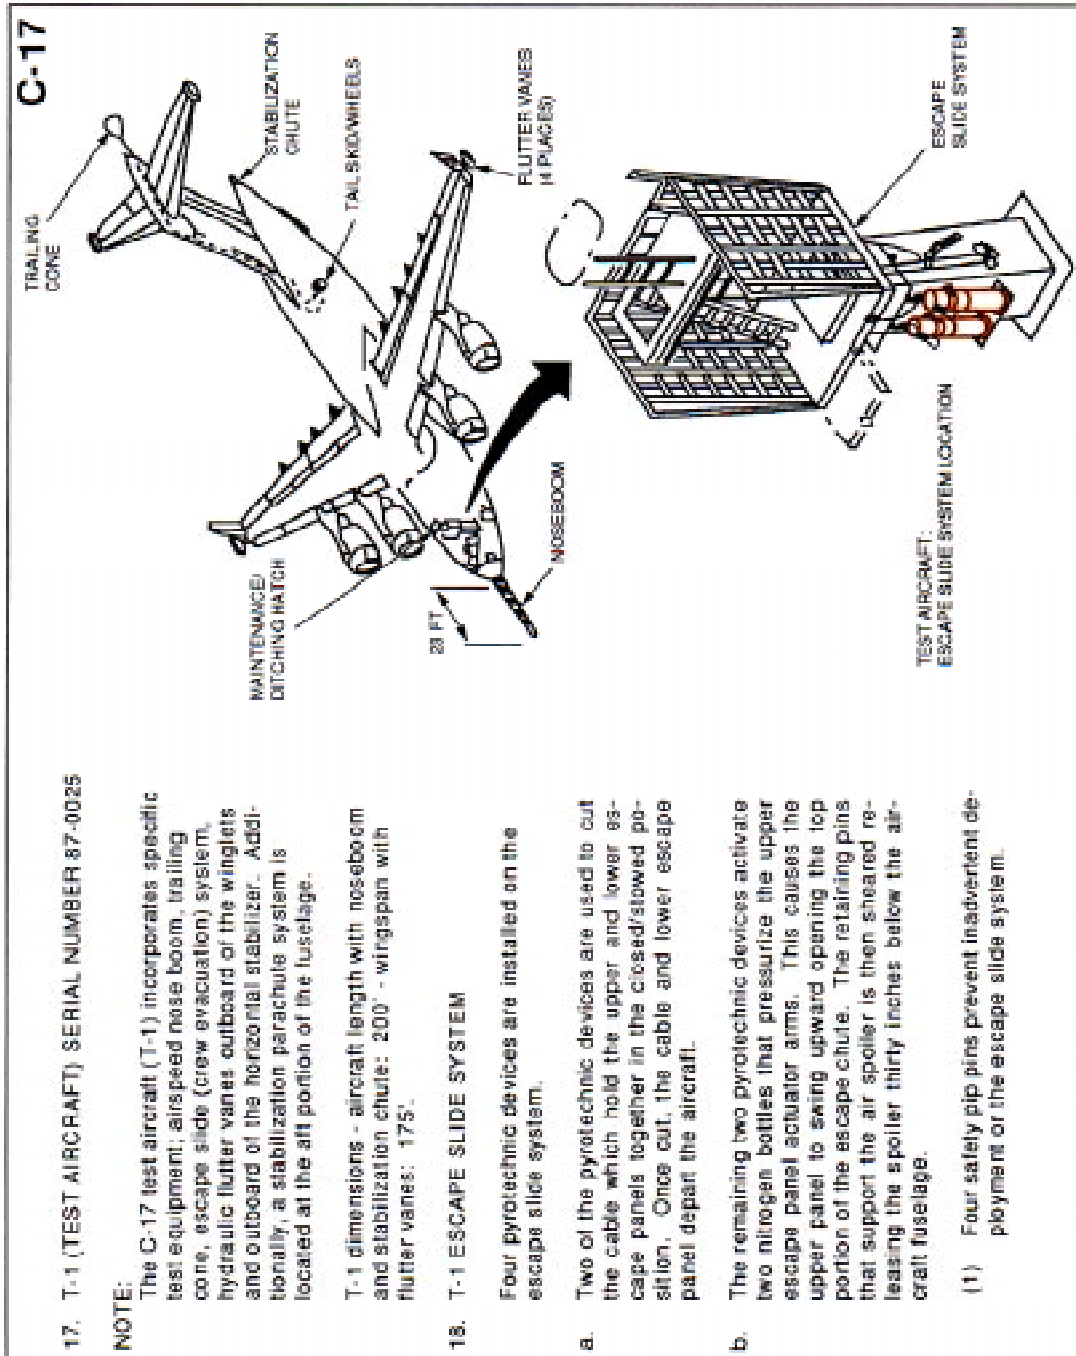 C-17
17. T-1 (TEST AIRCRAFT) SERIAL NUMBER 87-0025
NOTE:
The C-17 test aircraft (T-1) incorporates specific
test equipment; airspeed nose boom, trailing
cone, escape slide (crew evacuation) system,
hydraulic flutter vanes outboard of the winglets
and outboard of the horizontal stabilizer. Addi-
tionally, a stabilization parachute system is
located at the aft portion of the fuselage.
T-1 dimensions - aircraft length with noseboom
and stabilization chute: 200' - wingspan with
flutter vanes: 175'.
18. T-1 ESCAPE SLIDE SYSTEM
Four pyrotechnic devices are installed on the
escape slide system.
a. Two of the pyrotechnic devices are used to cut
the cable which hold the upper and lower es-
cape panels together in the closed/stowed po-
sition. Once cut, the cable and lower escape
panel depart the aircraft.
b. The remaining two pyrotechnic devices activate
two nitrogen bottles that pressurize the upper
escape panel actuator arms. This causes the
upper panel to swing upward opening the top
portion of the escape chute. The retaining pins
that support the air spoiler is then sheared re-
leasing the spoiler thirty inches below the air-
craft fuselage.
(1) Four safety pip pins prevent inadvertent de-
ployment or the escape slide system.
TRAILING
CONE
STABILIZATION
CHUTE
TAIL SKID/WHEELS
FLUTTER VANES
(4 PLACES)
MAINTENANCE/
DITCHING HATCH
23 FT
NOSEBOOM
ESCAPE
SLIDE SYSTEM
TEST AIRCRAFT:
ESCAPE SLIDE SYSTEM LOCATION